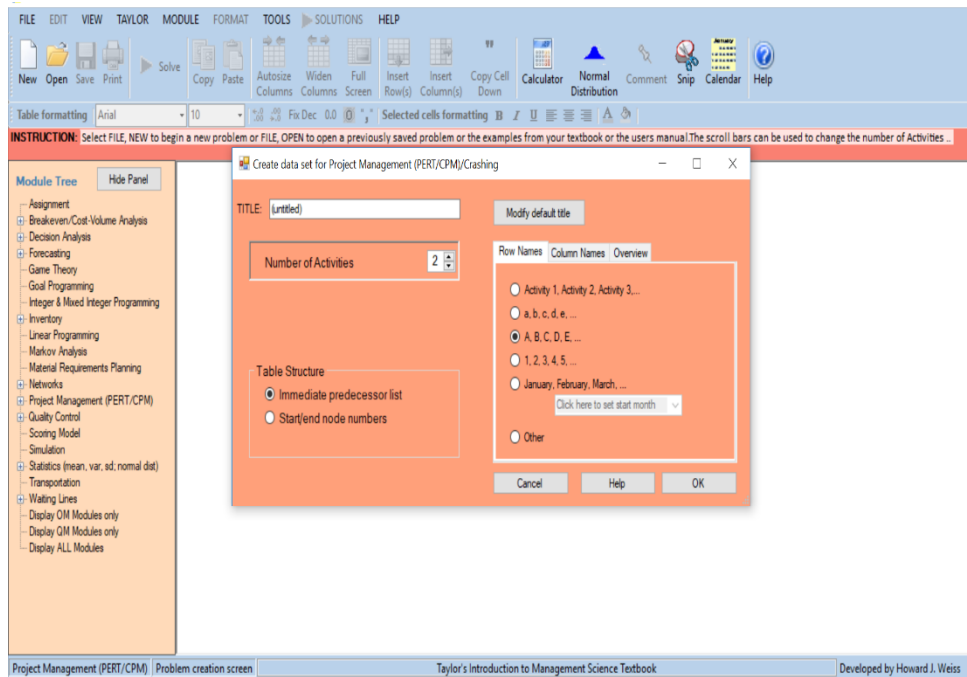 FILE EDIT VIEW TAYLOR MODULE FORMAT TOOLS SOLUTIONS HELP
New Open Save Print Solve Copy Paste Autosize Columns Widen Columns Full Screen Insert Row(s) Insert Column(s) Copy Cell Down Calculator Normal Distribution Comment Snip January Calendar Help
Table formatting Arial 10 Fix Dec 0.0 0 Selected cells formatting B I U A
INSTRUCTION: Select FILE, NEW to begin a new problem or FILE, OPEN to open a previously saved problem or the examples from your textbook or the users manual.The scroll bars can be used to change the number of Activities ..
Module Tree Hide Panel
Assignment
Breakeven/Cost-Volume Analysis
Decision Analysis
Forecasting
Game Theory
Goal Programming
Integer & Mixed Integer Programming
Inventory
Linear Programming
Markov Analysis
Material Requirements Planning
Networks
Project Management (PERT/CPM)
Quality Control
Scoring Model
Simulation
Statistics (mean, var, sd; normal dist)
Transportation
Waiting Lines
Display OM Modules only
Display QM Modules only
Display ALL Modules
Create data set for Project Management (PERT/CPM)/Crashing
TITLE: (untitled)
Modify default title
Number of Activities 2
Row Names Column Names Overview
Activity 1, Activity 2, Activity 3,...
a, b, c, d, e, ...
A, B, C, D, E, ...
1, 2, 3, 4, 5, ...
January, February, March, ...
Click here to set start month
Other
Table Structure
Immediate predecessor list
Start/end node numbers
Cancel Help OK
Project Management (PERT/CPM) Problem creation screen Taylor's Introduction to Management Science Textbook Developed by Howard J. Weiss